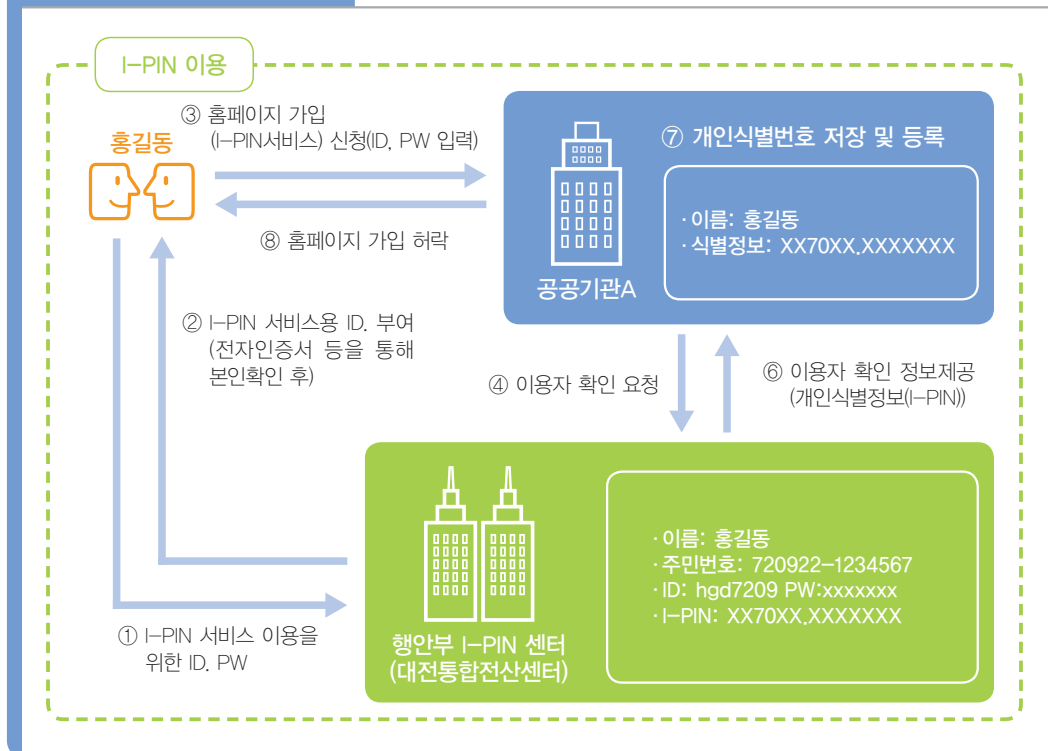 I-PIN 이용
③ 홈페이지 가입
(I-PIN서비스) 신청(ID, PW 입력)
홍길동
⑧ 홈페이지 가입 허락
⑦ 개인식별번호 저장 및 등록
·이름: 홍길동
·식별정보: XX70XX,XXXXXXX
공공기관A
② I-PIN 서비스용 ID. 부여
(전자인증서 등을 통해
본인확인 후)
④ 이용자 확인 요청
⑥ 이용자 확인 정보제공
(개인식별정보(I-PIN))
·이름: 홍길동
·주민번호: 720922-1234567
·ID: hgd7209 PW:xxxxxxx
·I-PIN: XX70XX,XXXXXXX
행안부 I-PIN 센터
(대전통합전산센터)
① I-PIN 서비스 이용을
위한 ID. PW